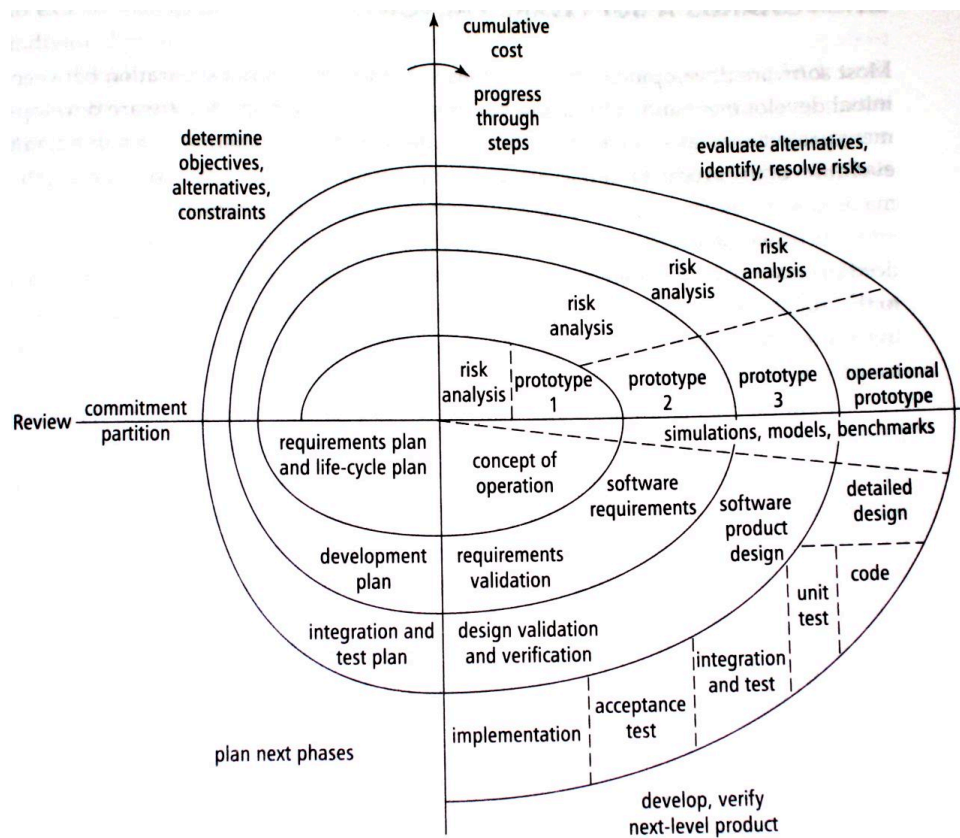 cumulative
cost
progress
through
steps
determine
objectives,
alternatives,
constraints
evaluate alternatives,
identify, resolve risks
risk
analysis
risk
analysis
risk
analysis
risk
analysis
prototype
1
prototype
2
prototype
3
operational
prototype
Review
commitment
partition
simulations, models, benchmarks
requirements plan
and life-cycle plan
concept of
operation
software
requirements
software
product
design
detailed
design
development
plan
requirements
validation
code
unit
test
integration and
test plan
design validation
and verification
integration
and test
acceptance
test
implementation
plan next phases
develop, verify
next-level product